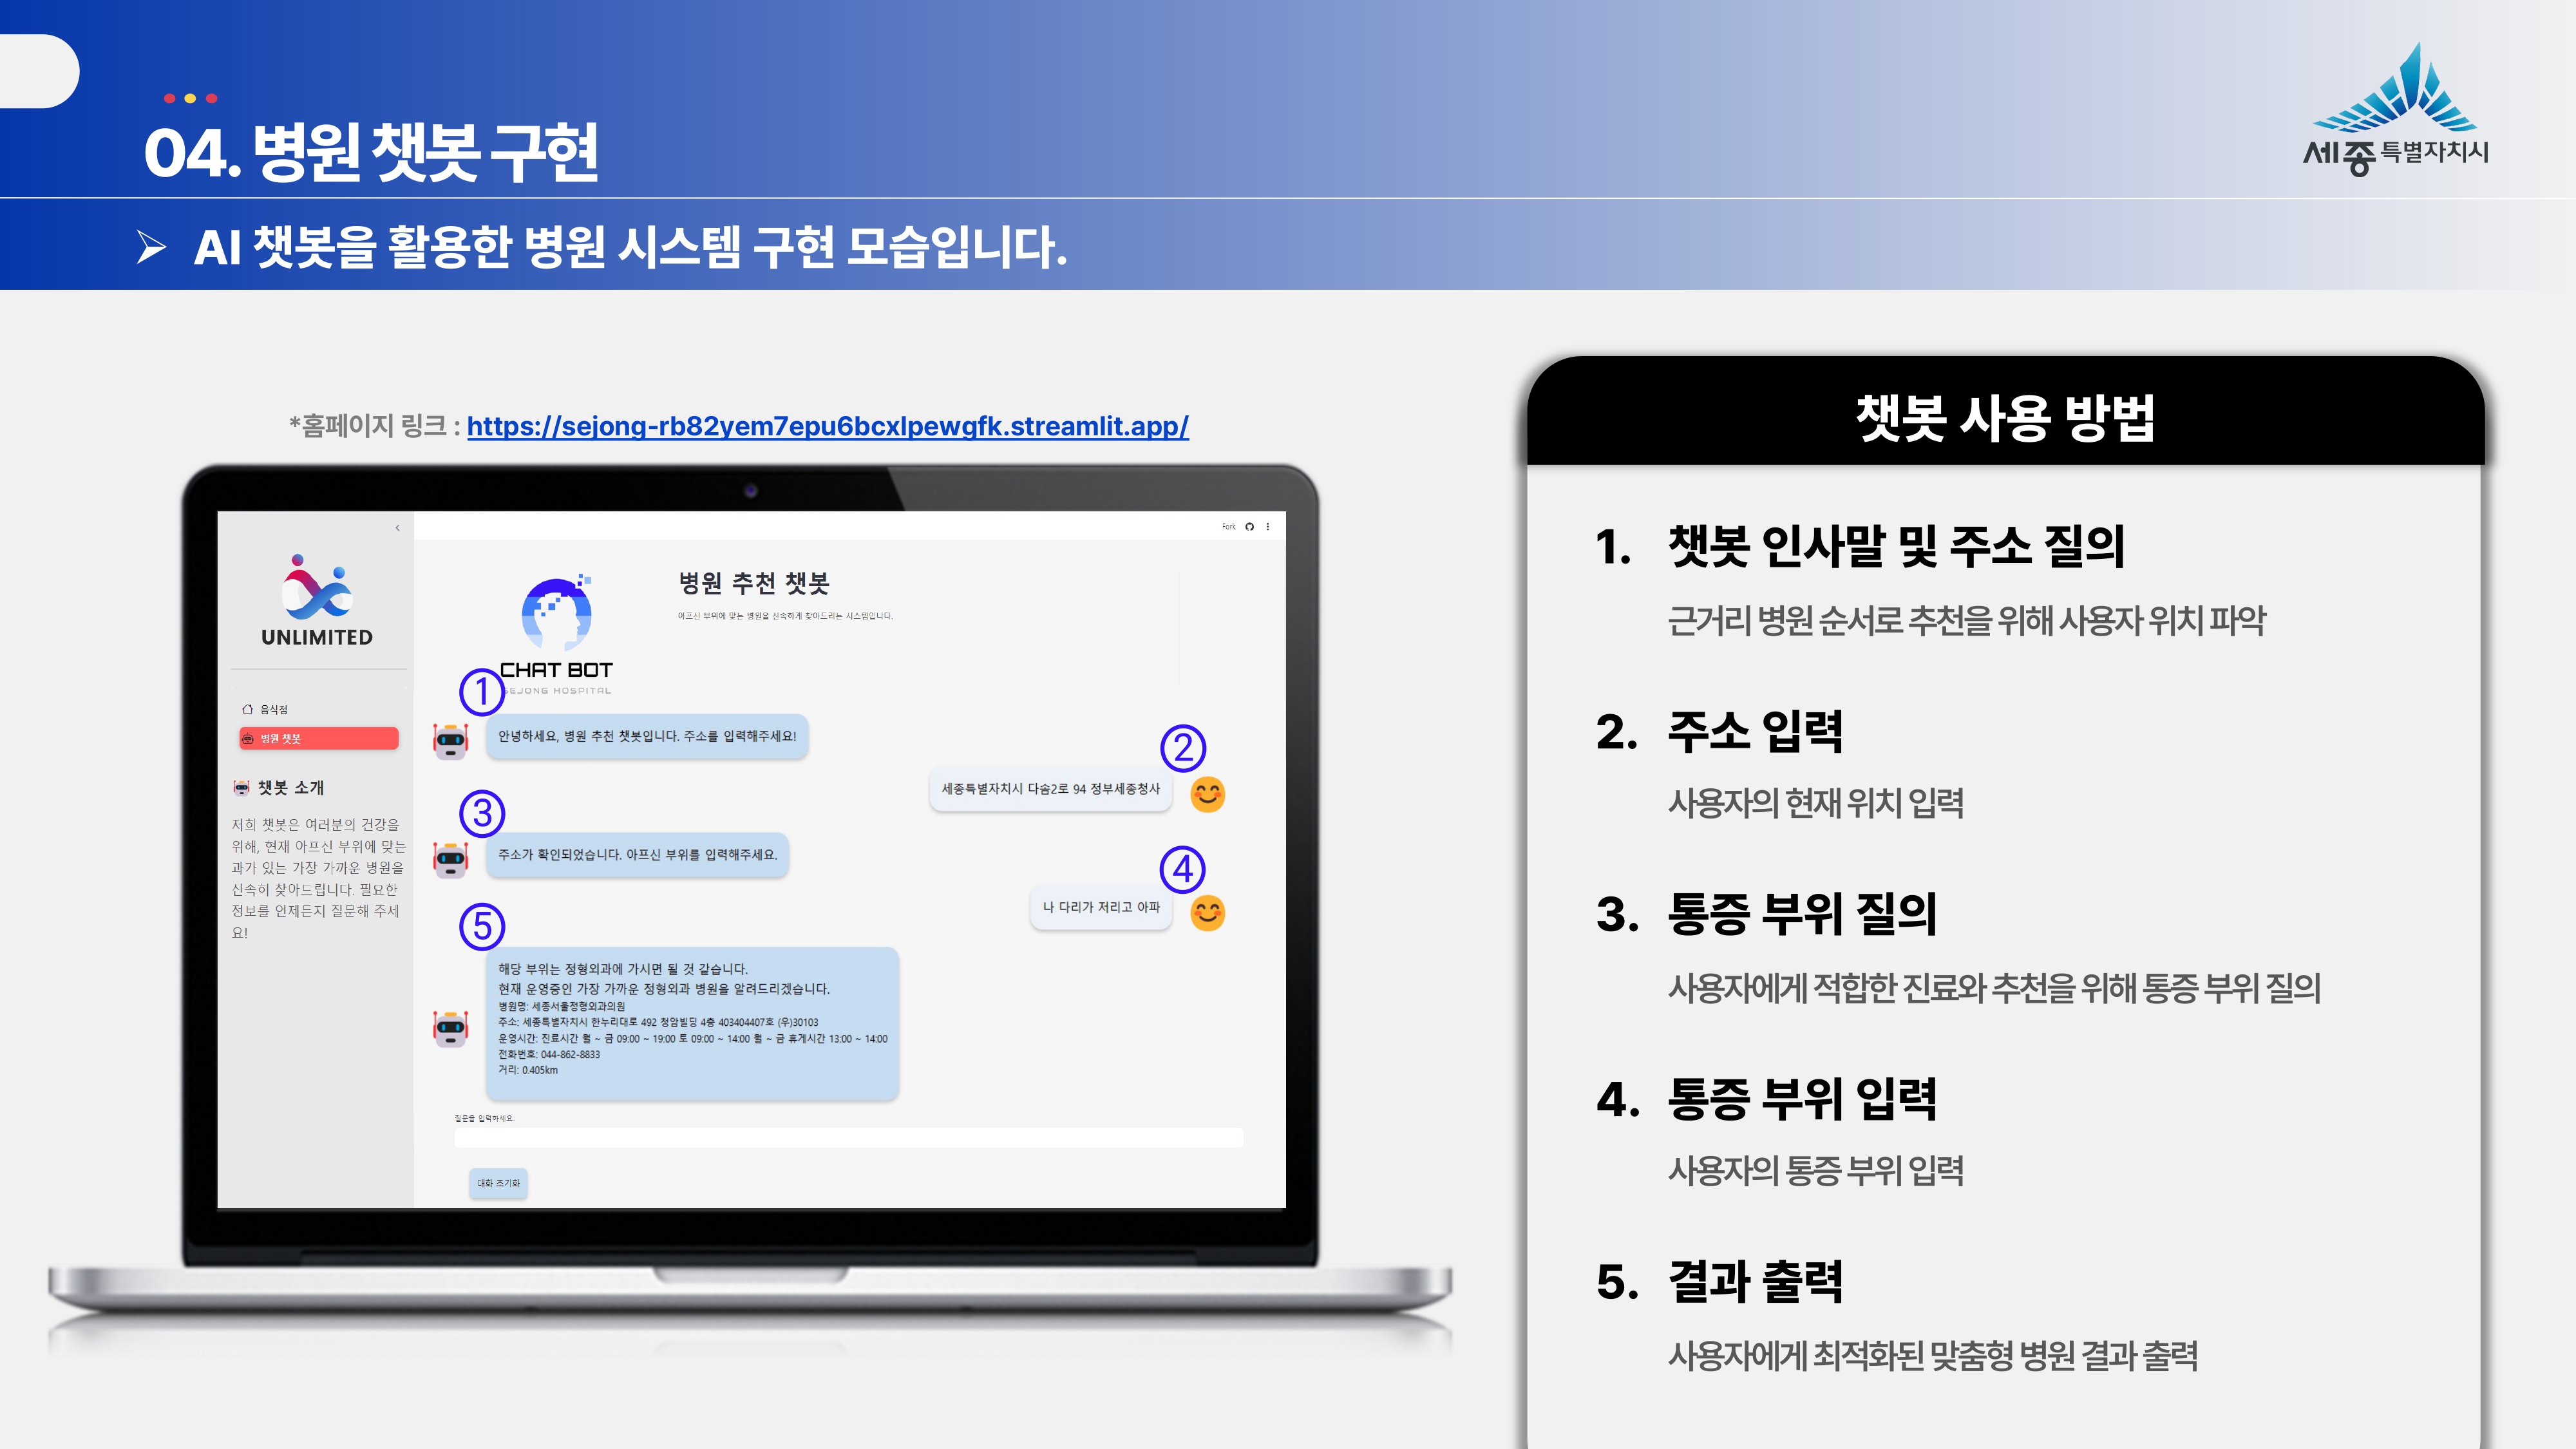 04. 병원 챗봇 구현
세종특별자치시
➢ AI 챗봇을 활용한 병원 시스템 구현 모습입니다.
*홈페이지 링크 : https://sejong-rb82yem7epu6bcxlpewgfk.streamlit.app/
UNLIMITED
음식점
병원 챗봇
챗봇 소개
저희 챗봇은 여러분의 건강을
위해, 현재 아프신 부위에 맞는
과가 있는 가장 가까운 병원을
신속히 찾아드립니다. 필요한
정보를 언제든지 질문해 주세
요!
Fork
CHAT BOT
SEJONG HOSPITAL
병원 추천 챗봇
아프신 부위에 맞는 병원을 신속하게 찾아드리는 시스템입니다.
①
안녕하세요, 병원 추천 챗봇입니다. 주소를 입력해주세요!
②
세종특별자치시 다솜2로 94 정부세종청사
③
주소가 확인되었습니다. 아프신 부위를 입력해주세요.
④
나 다리가 저리고 아파
⑤
해당 부위는 정형외과에 가시면 될 것 같습니다.
현재 운영중인 가장 가까운 정형외과 병원을 알려드리겠습니다.
병원명: 세종서울정형외과의원
주소: 세종특별자치시 한누리대로 492 청암빌딩 4층 403404407호 (우)30103
운영시간: 진료시간 월 ~ 금 09:00 ~ 19:00 토 09:00 ~ 14:00 월 ~ 금 휴게시간 13:00 ~ 14:00
전화번호: 044-862-8833
거리: 0.405km
질문을 입력하세요:
대화 초기화
챗봇 사용 방법
1. 챗봇 인사말 및 주소 질의
근거리 병원 순서로 추천을 위해 사용자 위치 파악
2. 주소 입력
사용자의 현재 위치 입력
3. 통증 부위 질의
사용자에게 적합한 진료와 추천을 위해 통증 부위 질의
4. 통증 부위 입력
사용자의 통증 부위 입력
5. 결과 출력
사용자에게 최적화된 맞춤형 병원 결과 출력